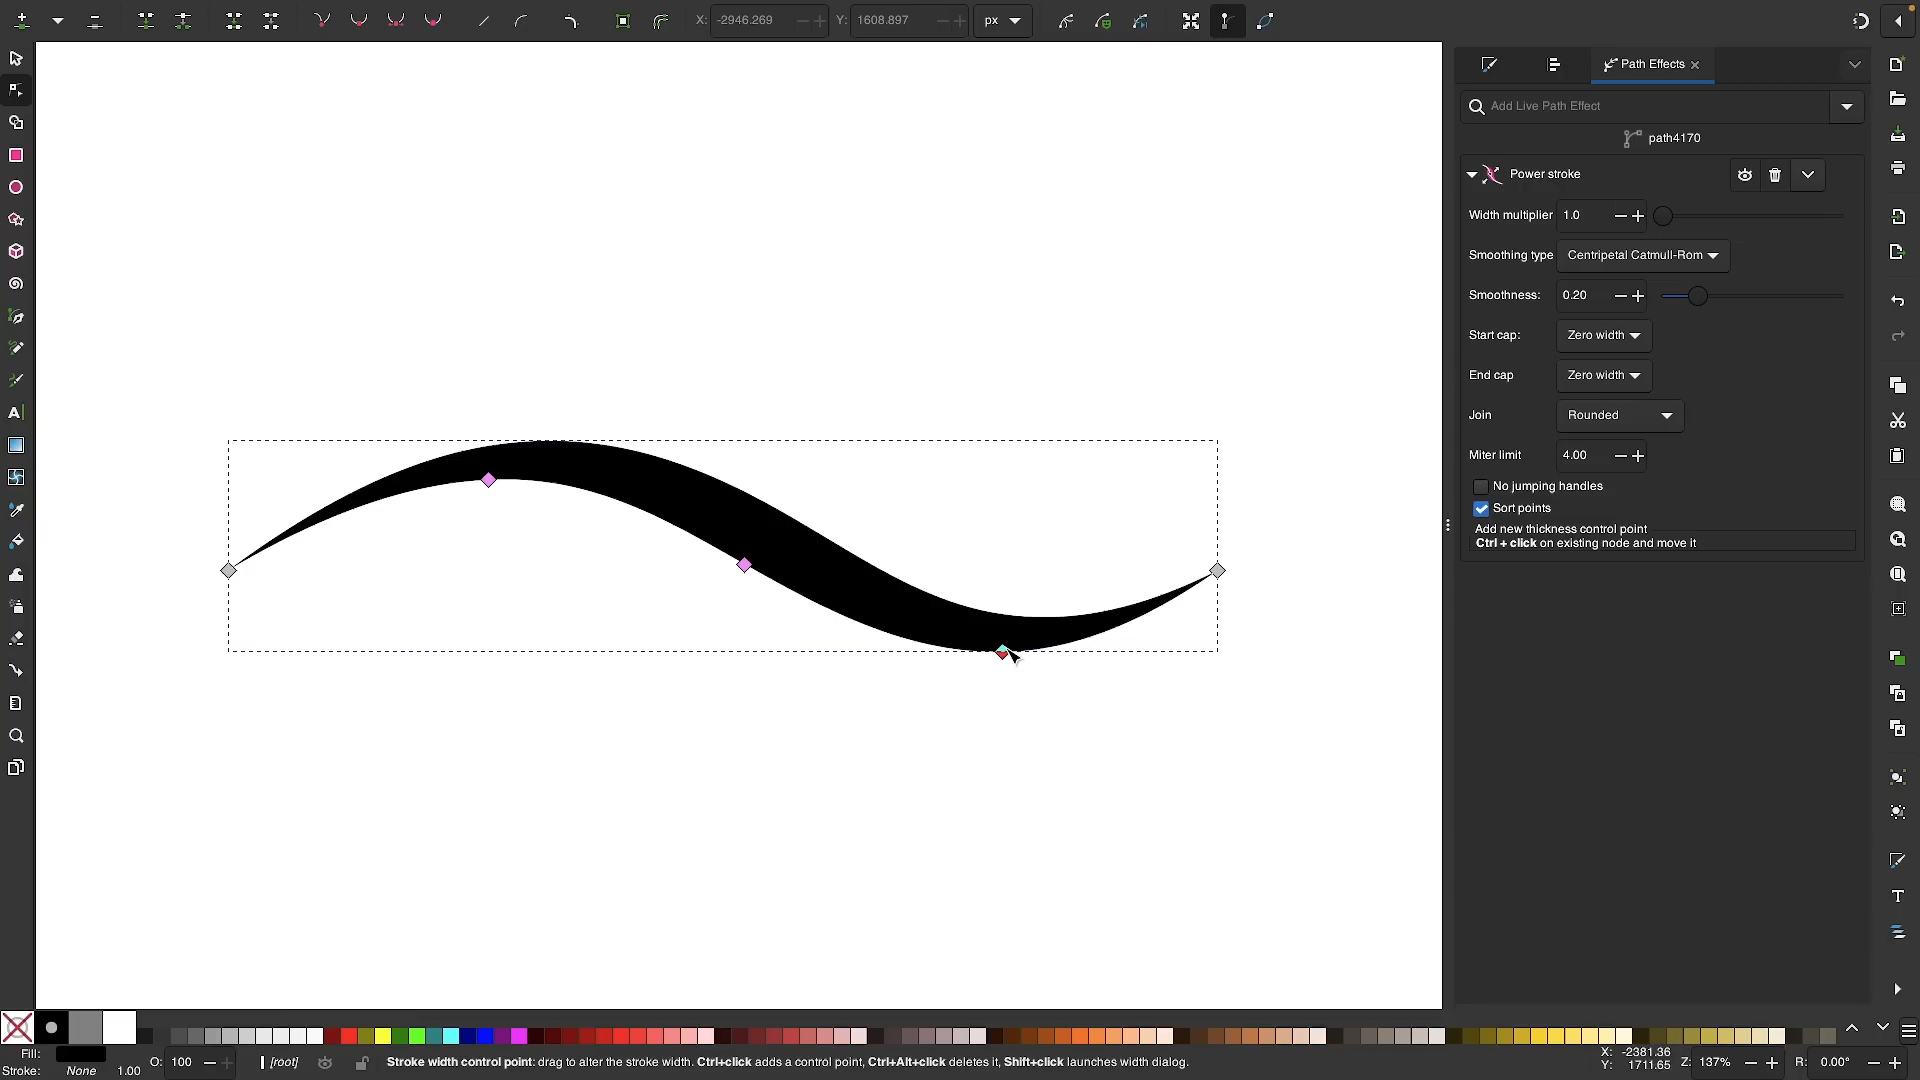 X: -2946.269 Y: 1608.897 px
Path Effects
Add Live Path Effect
path4170
Power stroke
Width multiplier 1.0
Smoothing type Centripetal Catmull-Rom
Smoothness: 0.20
Start cap: Zero width
End cap Zero width
Join Rounded
Miter limit 4.00
No jumping handles
Sort points
Add new thickness control point
Ctrl + click on existing node and move it
Fill:
Stroke: None 1.00
O: 100
[root]
Stroke width control point: drag to alter the stroke width. Ctrl+click adds a control point, Ctrl+Alt+click deletes it, Shift+click launches width dialog.
X: -2381.36
Y: 1711.65
Z: 137%
R: 0.00°